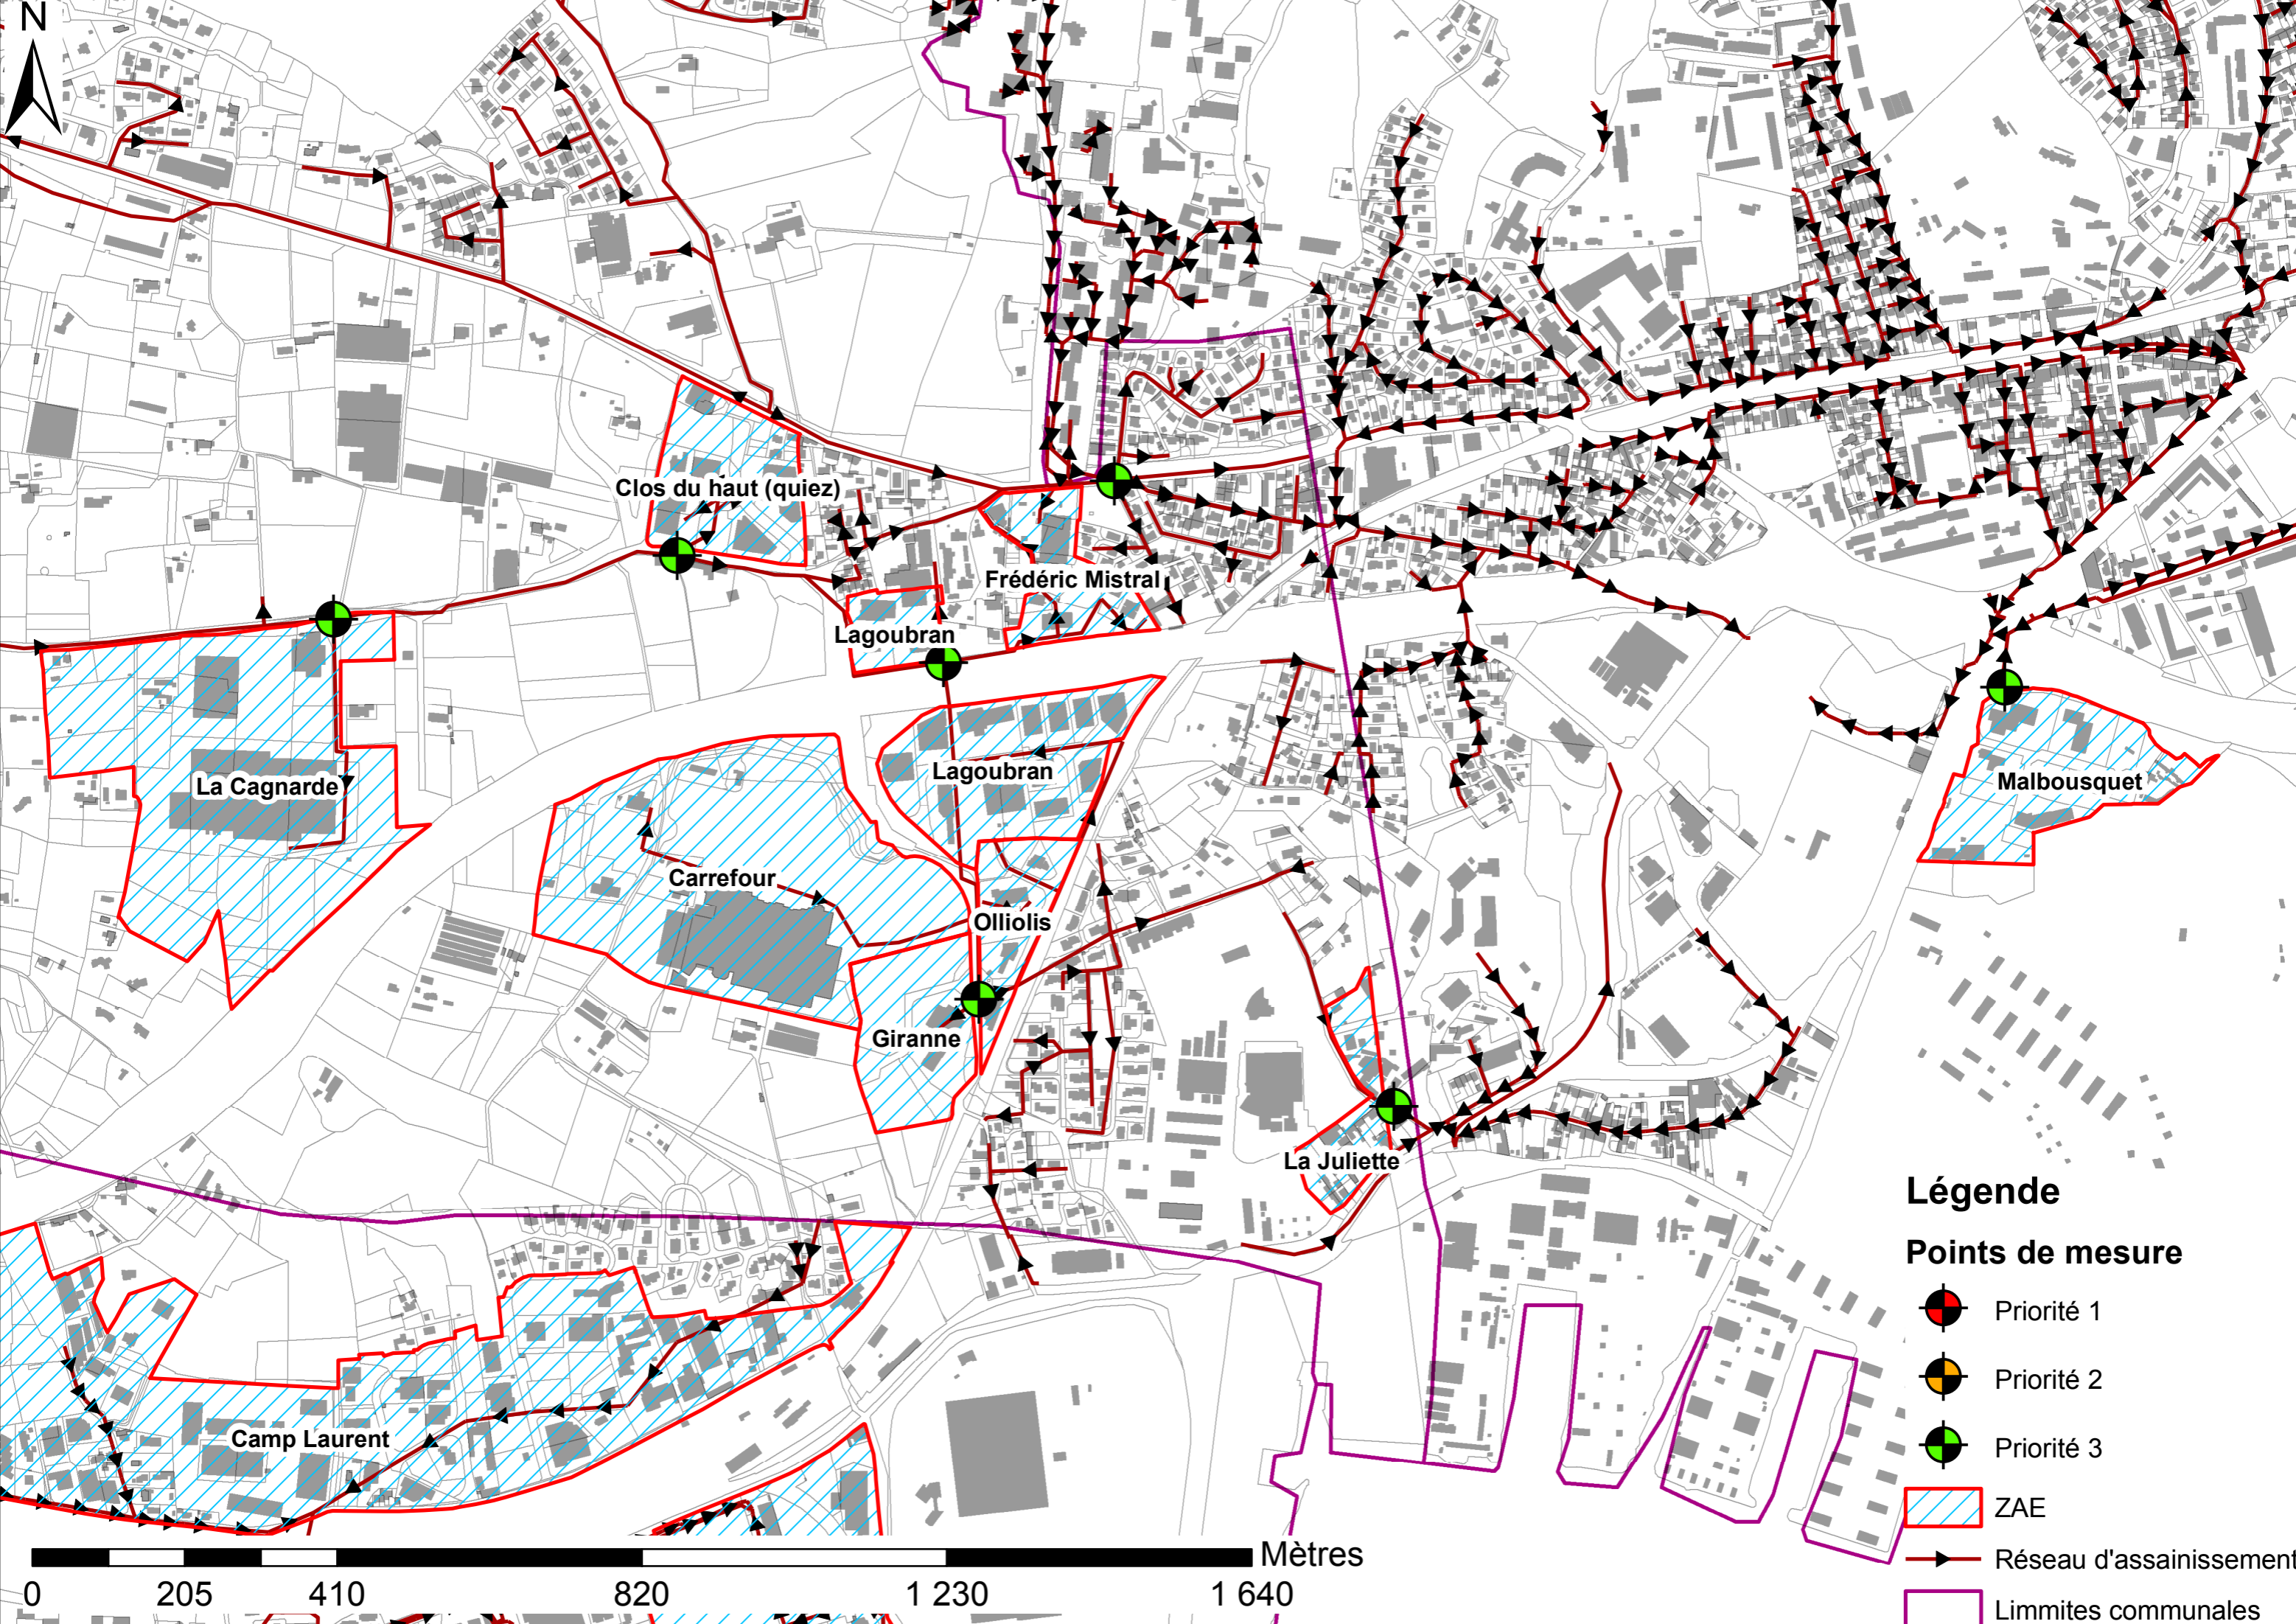 N
Clos du haut (quiez)
Frédéric Mistral
Lagoubran
Lagoubran
La Cagnarde
Malbousquet
Carrefour
Olliolis
Giranne
La Juliette
Camp Laurent
Légende
Points de mesure
Priorité 1
Priorité 2
Priorité 3
ZAE
Réseau d'assainissement
Limmites communales
Mètres
0 205 410 820 1 230 1 640